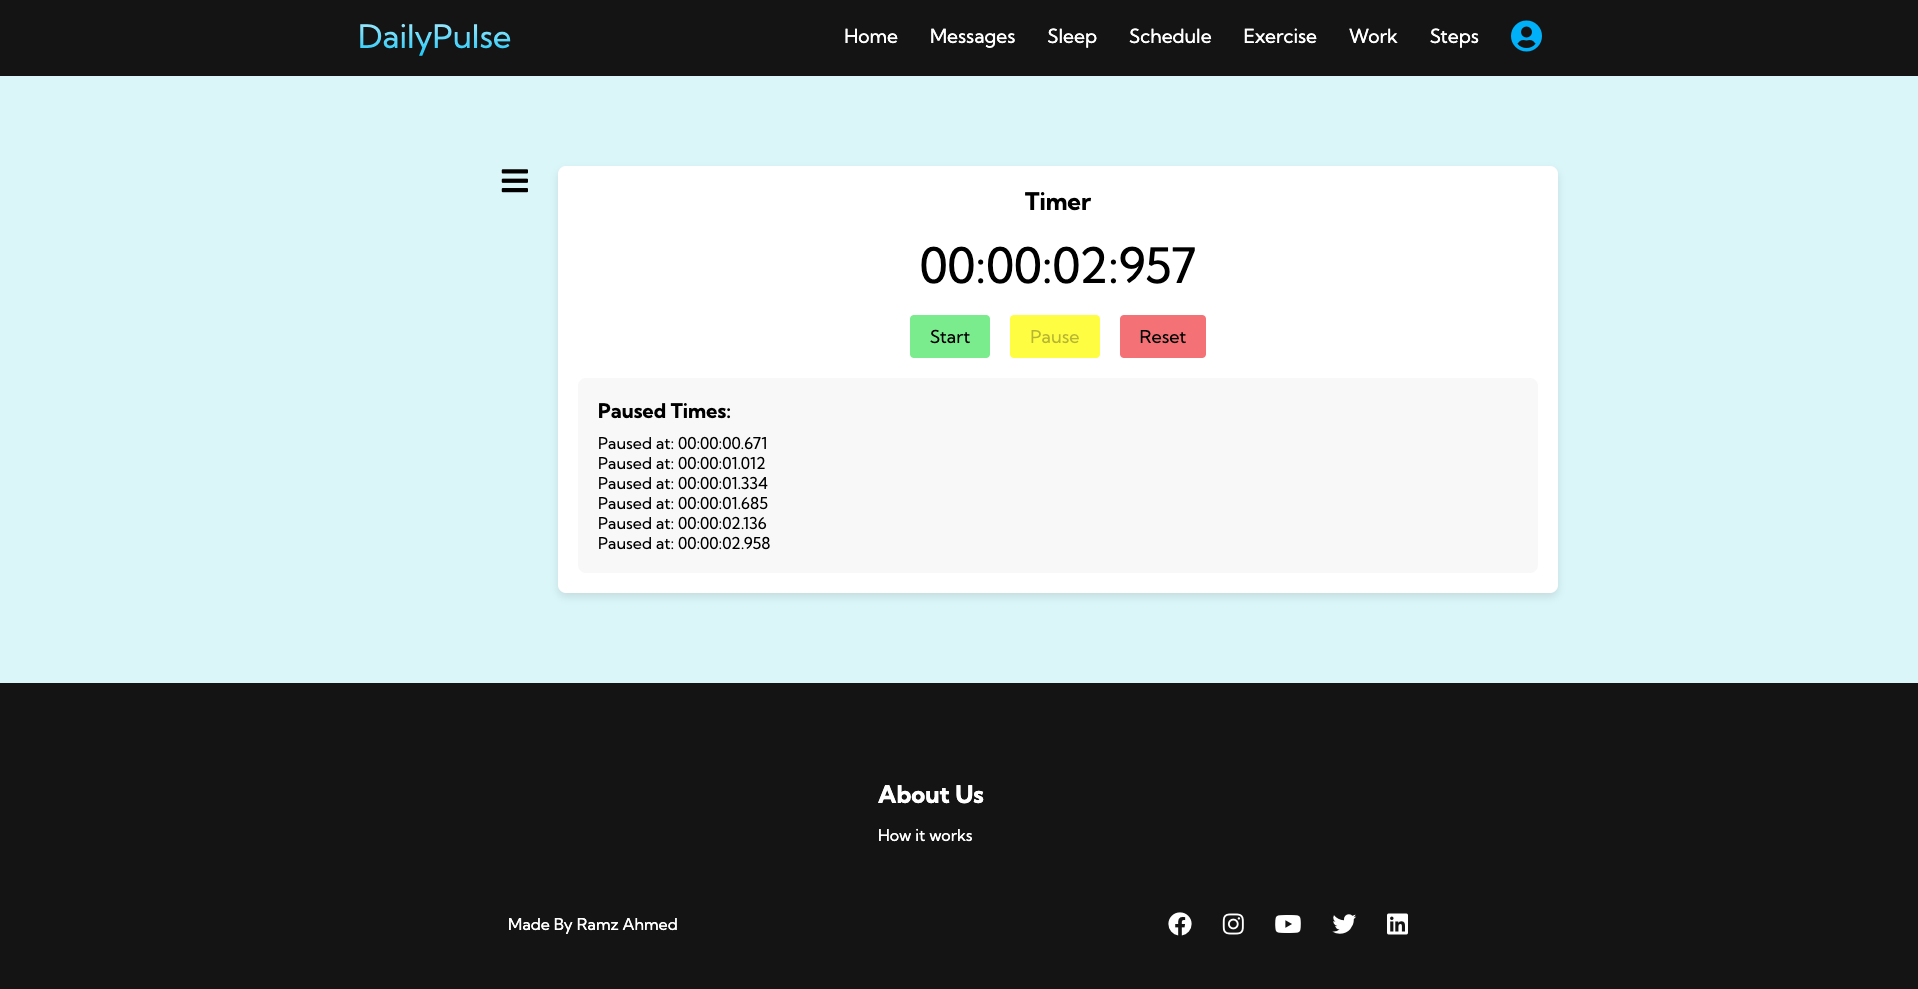 DailyPulse
Home Messages Sleep Schedule Exercise Work Steps
Timer
00:00:02:957
Start Pause Reset
Paused Times:
Paused at: 00:00:00.671
Paused at: 00:00:01.012
Paused at: 00:00:01.334
Paused at: 00:00:01.685
Paused at: 00:00:02.136
Paused at: 00:00:02.958
About Us
How it works
Made By Ramz Ahmed